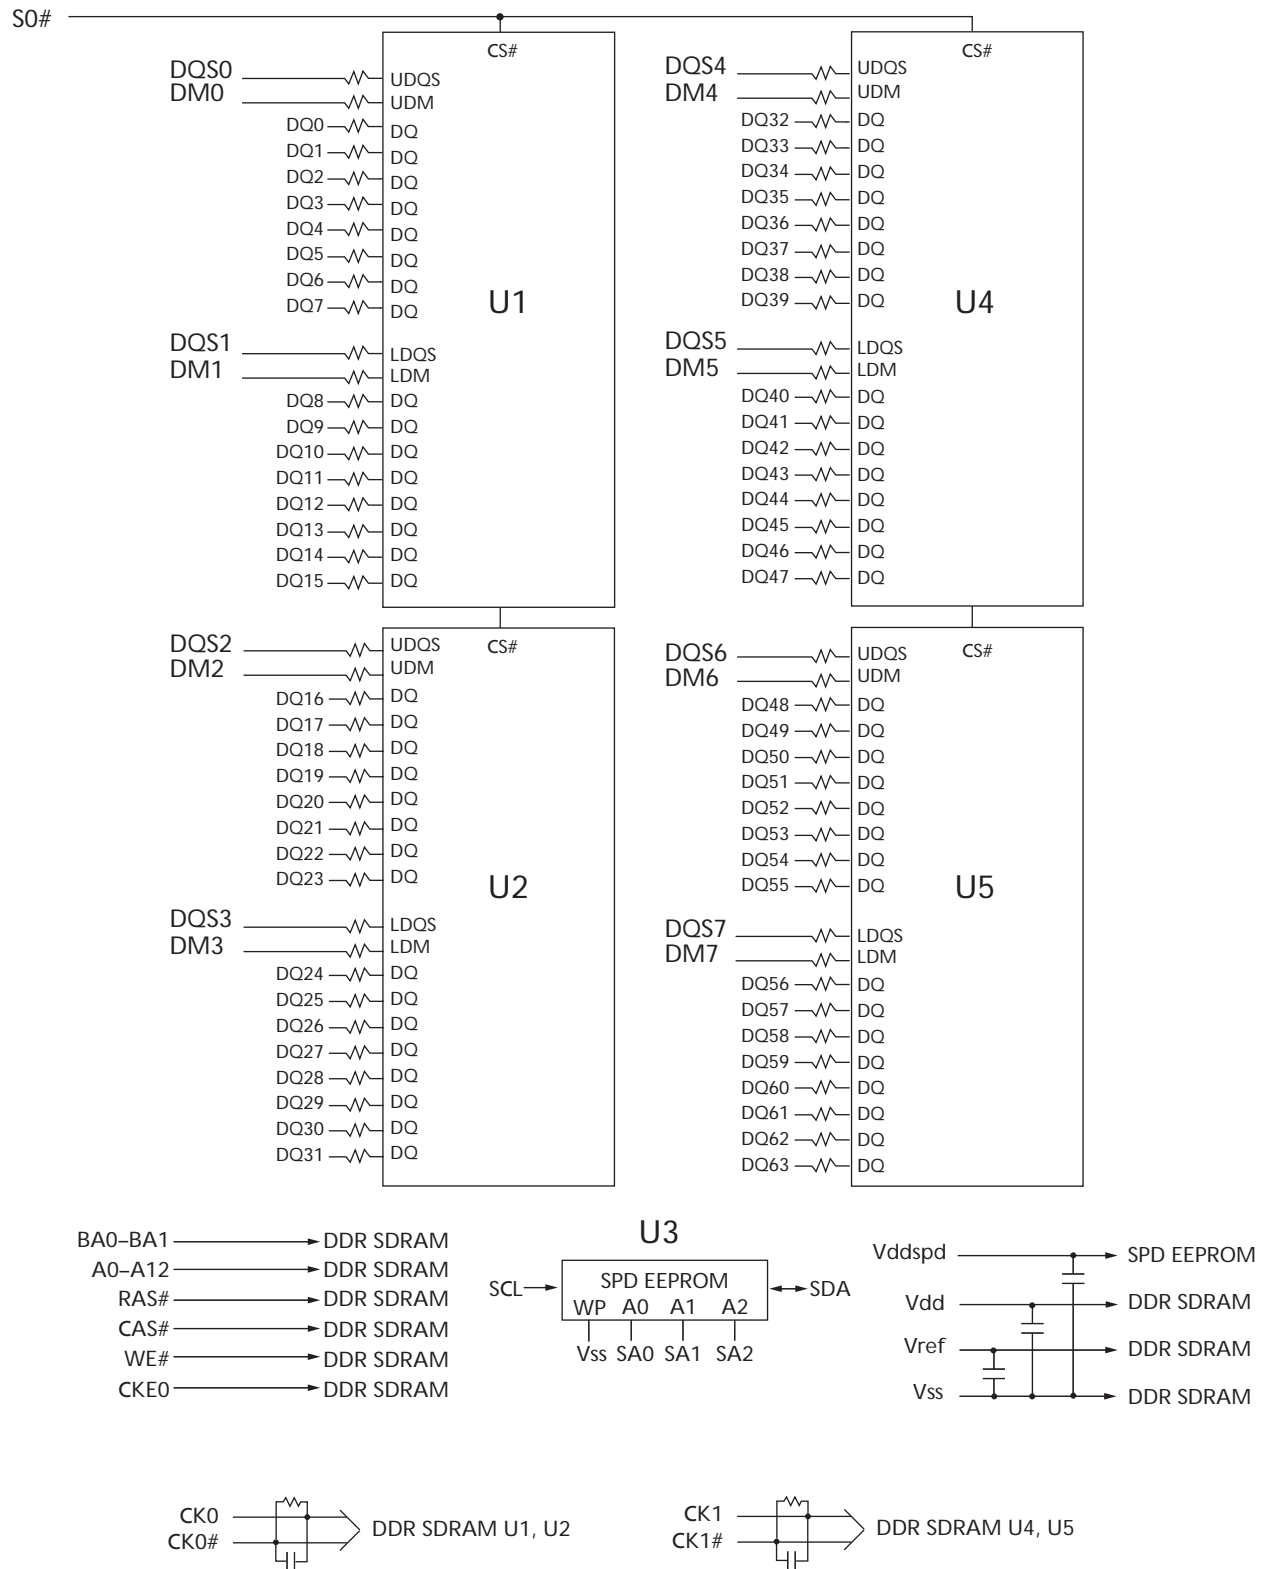 S0#
CS#
DQS0 UDQS
DM0 UDM
DQ0 DQ
DQ1 DQ
DQ2 DQ
DQ3 DQ
DQ4 DQ
DQ5 DQ
DQ6 DQ
DQ7 DQ
U1
DQS1 LDQS
DM1 LDM
DQ8 DQ
DQ9 DQ
DQ10 DQ
DQ11 DQ
DQ12 DQ
DQ13 DQ
DQ14 DQ
DQ15 DQ
CS#
DQS2 UDQS
DM2 UDM
DQ16 DQ
DQ17 DQ
DQ18 DQ
DQ19 DQ
DQ20 DQ
DQ21 DQ
DQ22 DQ
DQ23 DQ
U2
DQS3 LDQS
DM3 LDM
DQ24 DQ
DQ25 DQ
DQ26 DQ
DQ27 DQ
DQ28 DQ
DQ29 DQ
DQ30 DQ
DQ31 DQ
CS#
DQS4 UDQS
DM4 UDM
DQ32 DQ
DQ33 DQ
DQ34 DQ
DQ35 DQ
DQ36 DQ
DQ37 DQ
DQ38 DQ
DQ39 DQ
U4
DQS5 LDQS
DM5 LDM
DQ40 DQ
DQ41 DQ
DQ42 DQ
DQ43 DQ
DQ44 DQ
DQ45 DQ
DQ46 DQ
DQ47 DQ
CS#
DQS6 UDQS
DM6 UDM
DQ48 DQ
DQ49 DQ
DQ50 DQ
DQ51 DQ
DQ52 DQ
DQ53 DQ
DQ54 DQ
DQ55 DQ
U5
DQS7 LDQS
DM7 LDM
DQ56 DQ
DQ57 DQ
DQ58 DQ
DQ59 DQ
DQ60 DQ
DQ61 DQ
DQ62 DQ
DQ63 DQ
BA0–BA1 DDR SDRAM
A0–A12 DDR SDRAM
RAS# DDR SDRAM
CAS# DDR SDRAM
WE# DDR SDRAM
CKE0 DDR SDRAM
U3
SCL SPD EEPROM SDA
WP A0 A1 A2
Vss SA0 SA1 SA2
Vddspd SPD EEPROM
Vdd DDR SDRAM
Vref DDR SDRAM
Vss DDR SDRAM
CK0
CK0#
DDR SDRAM U1, U2
CK1
CK1#
DDR SDRAM U4, U5